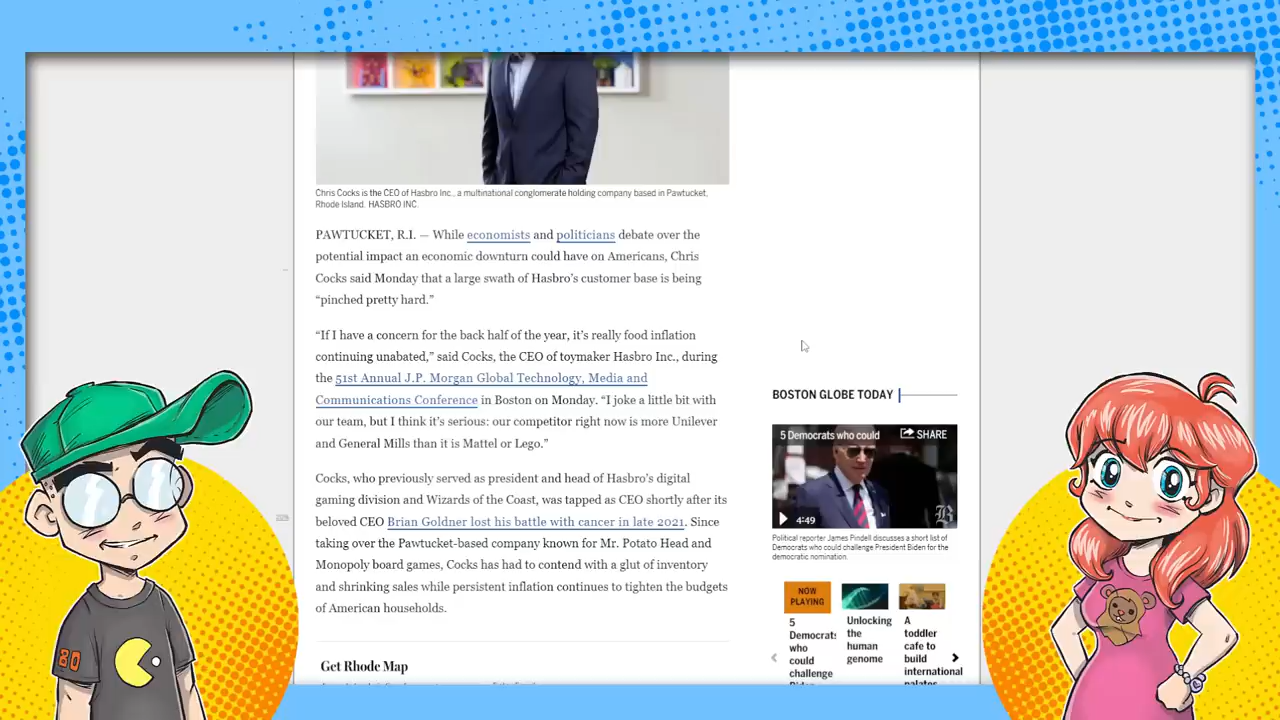 Chris Cocks is the CEO of Hasbro Inc., a multinational conglomerate holding company based in Pawtucket,
Rhode Island. HASBRO INC.
PAWTUCKET, R.I. — While economists and politicians debate over the
potential impact an economic downturn could have on Americans, Chris
Cocks said Monday that a large swath of Hasbro’s customer base is being
“pinched pretty hard.”
“If I have a concern for the back half of the year, it’s really food inflation
continuing unabated,” said Cocks, the CEO of toymaker Hasbro Inc., during
the 51st Annual J.P. Morgan Global Technology, Media and
Communications Conference in Boston on Monday. “I joke a little bit with
our team, but I think it’s serious: our competitor right now is more Unilever
and General Mills than it is Mattel or Lego.”
Cocks, who previously served as president and head of Hasbro’s digital
gaming division and Wizards of the Coast, was tapped as CEO shortly after its
beloved CEO Brian Goldner lost his battle with cancer in late 2021. Since
taking over the Pawtucket-based company known for Mr. Potato Head and
Monopoly board games, Cocks has had to contend with a glut of inventory
and shrinking sales while persistent inflation continues to tighten the budgets
of American households.
Get Rhode Map
BOSTON GLOBE TODAY
5 Democrats who could
SHARE
4:49
B
Political reporter James Pindell discusses a short list of
Democrats who could challenge President Biden for the
democratic nomination.
NOW
PLAYING
5
Democrats
who
could
challenge
Biden
Unlocking
the
human
genome
A
toddler
cafe to
build
international
palates
80